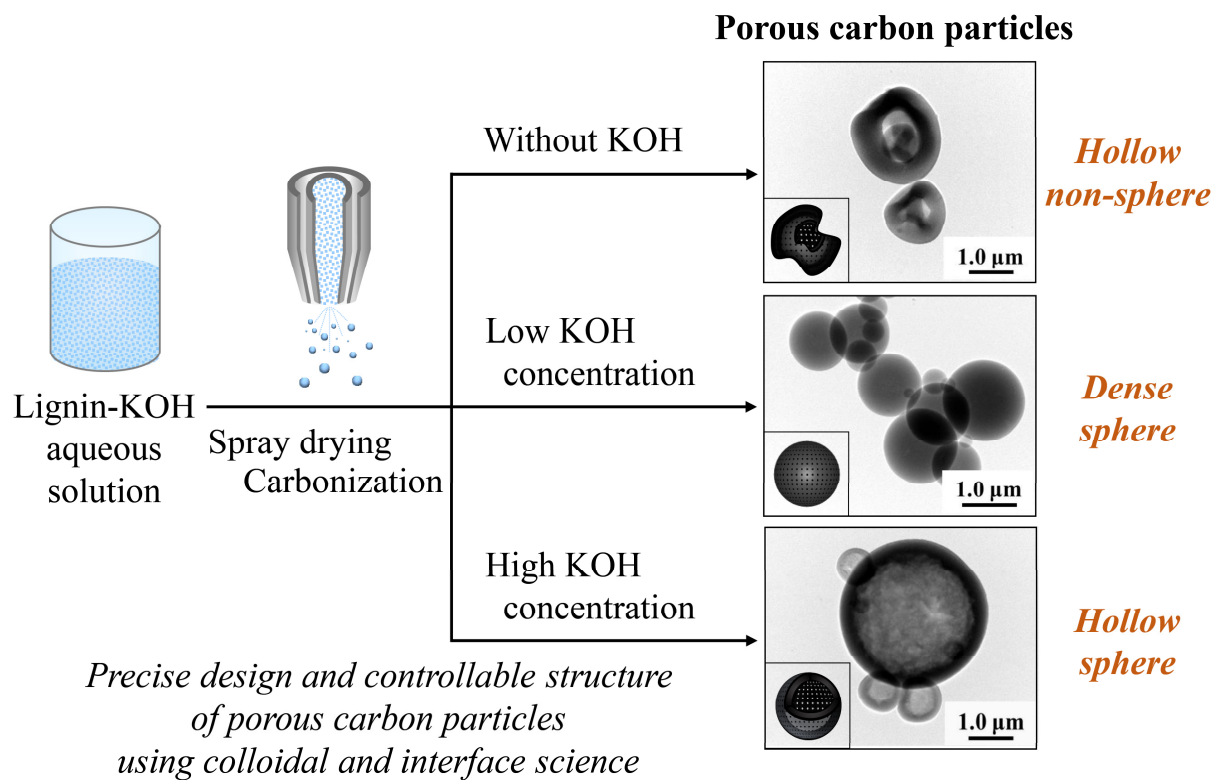 Porous carbon particles
Without KOH
Hollow
non-sphere
1.0 µm
Low KOH
concentration
Dense
sphere
1.0 µm
Lignin-KOH
aqueous
solution
Spray drying
Carbonization
High KOH
concentration
Hollow
sphere
1.0 µm
Precise design and controllable structure
of porous carbon particles
using colloidal and interface science